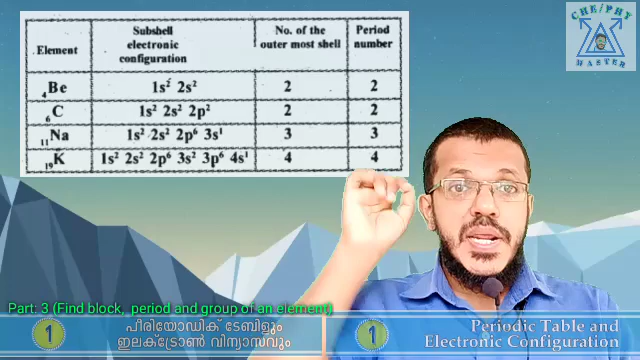 CHE/PHY
MASTER
Element
Subshell
electronic
configuration
No. of the
outer most shell
Period
number
₄Be 1s² 2s² 2 2
₆C 1s² 2s² 2p² 2 2
₁₁Na 1s² 2s² 2p⁶ 3s¹ 3 3
₁₉K 1s² 2s² 2p⁶ 3s² 3p⁶ 4s¹ 4 4
Part: 3 (Find block, period and group of an element)
1
പീരിയോഡിക് ടേബിളും
ഇലക്ട്രോൺ വിന്യാസവും
1
Periodic Table and
Electronic Configuration